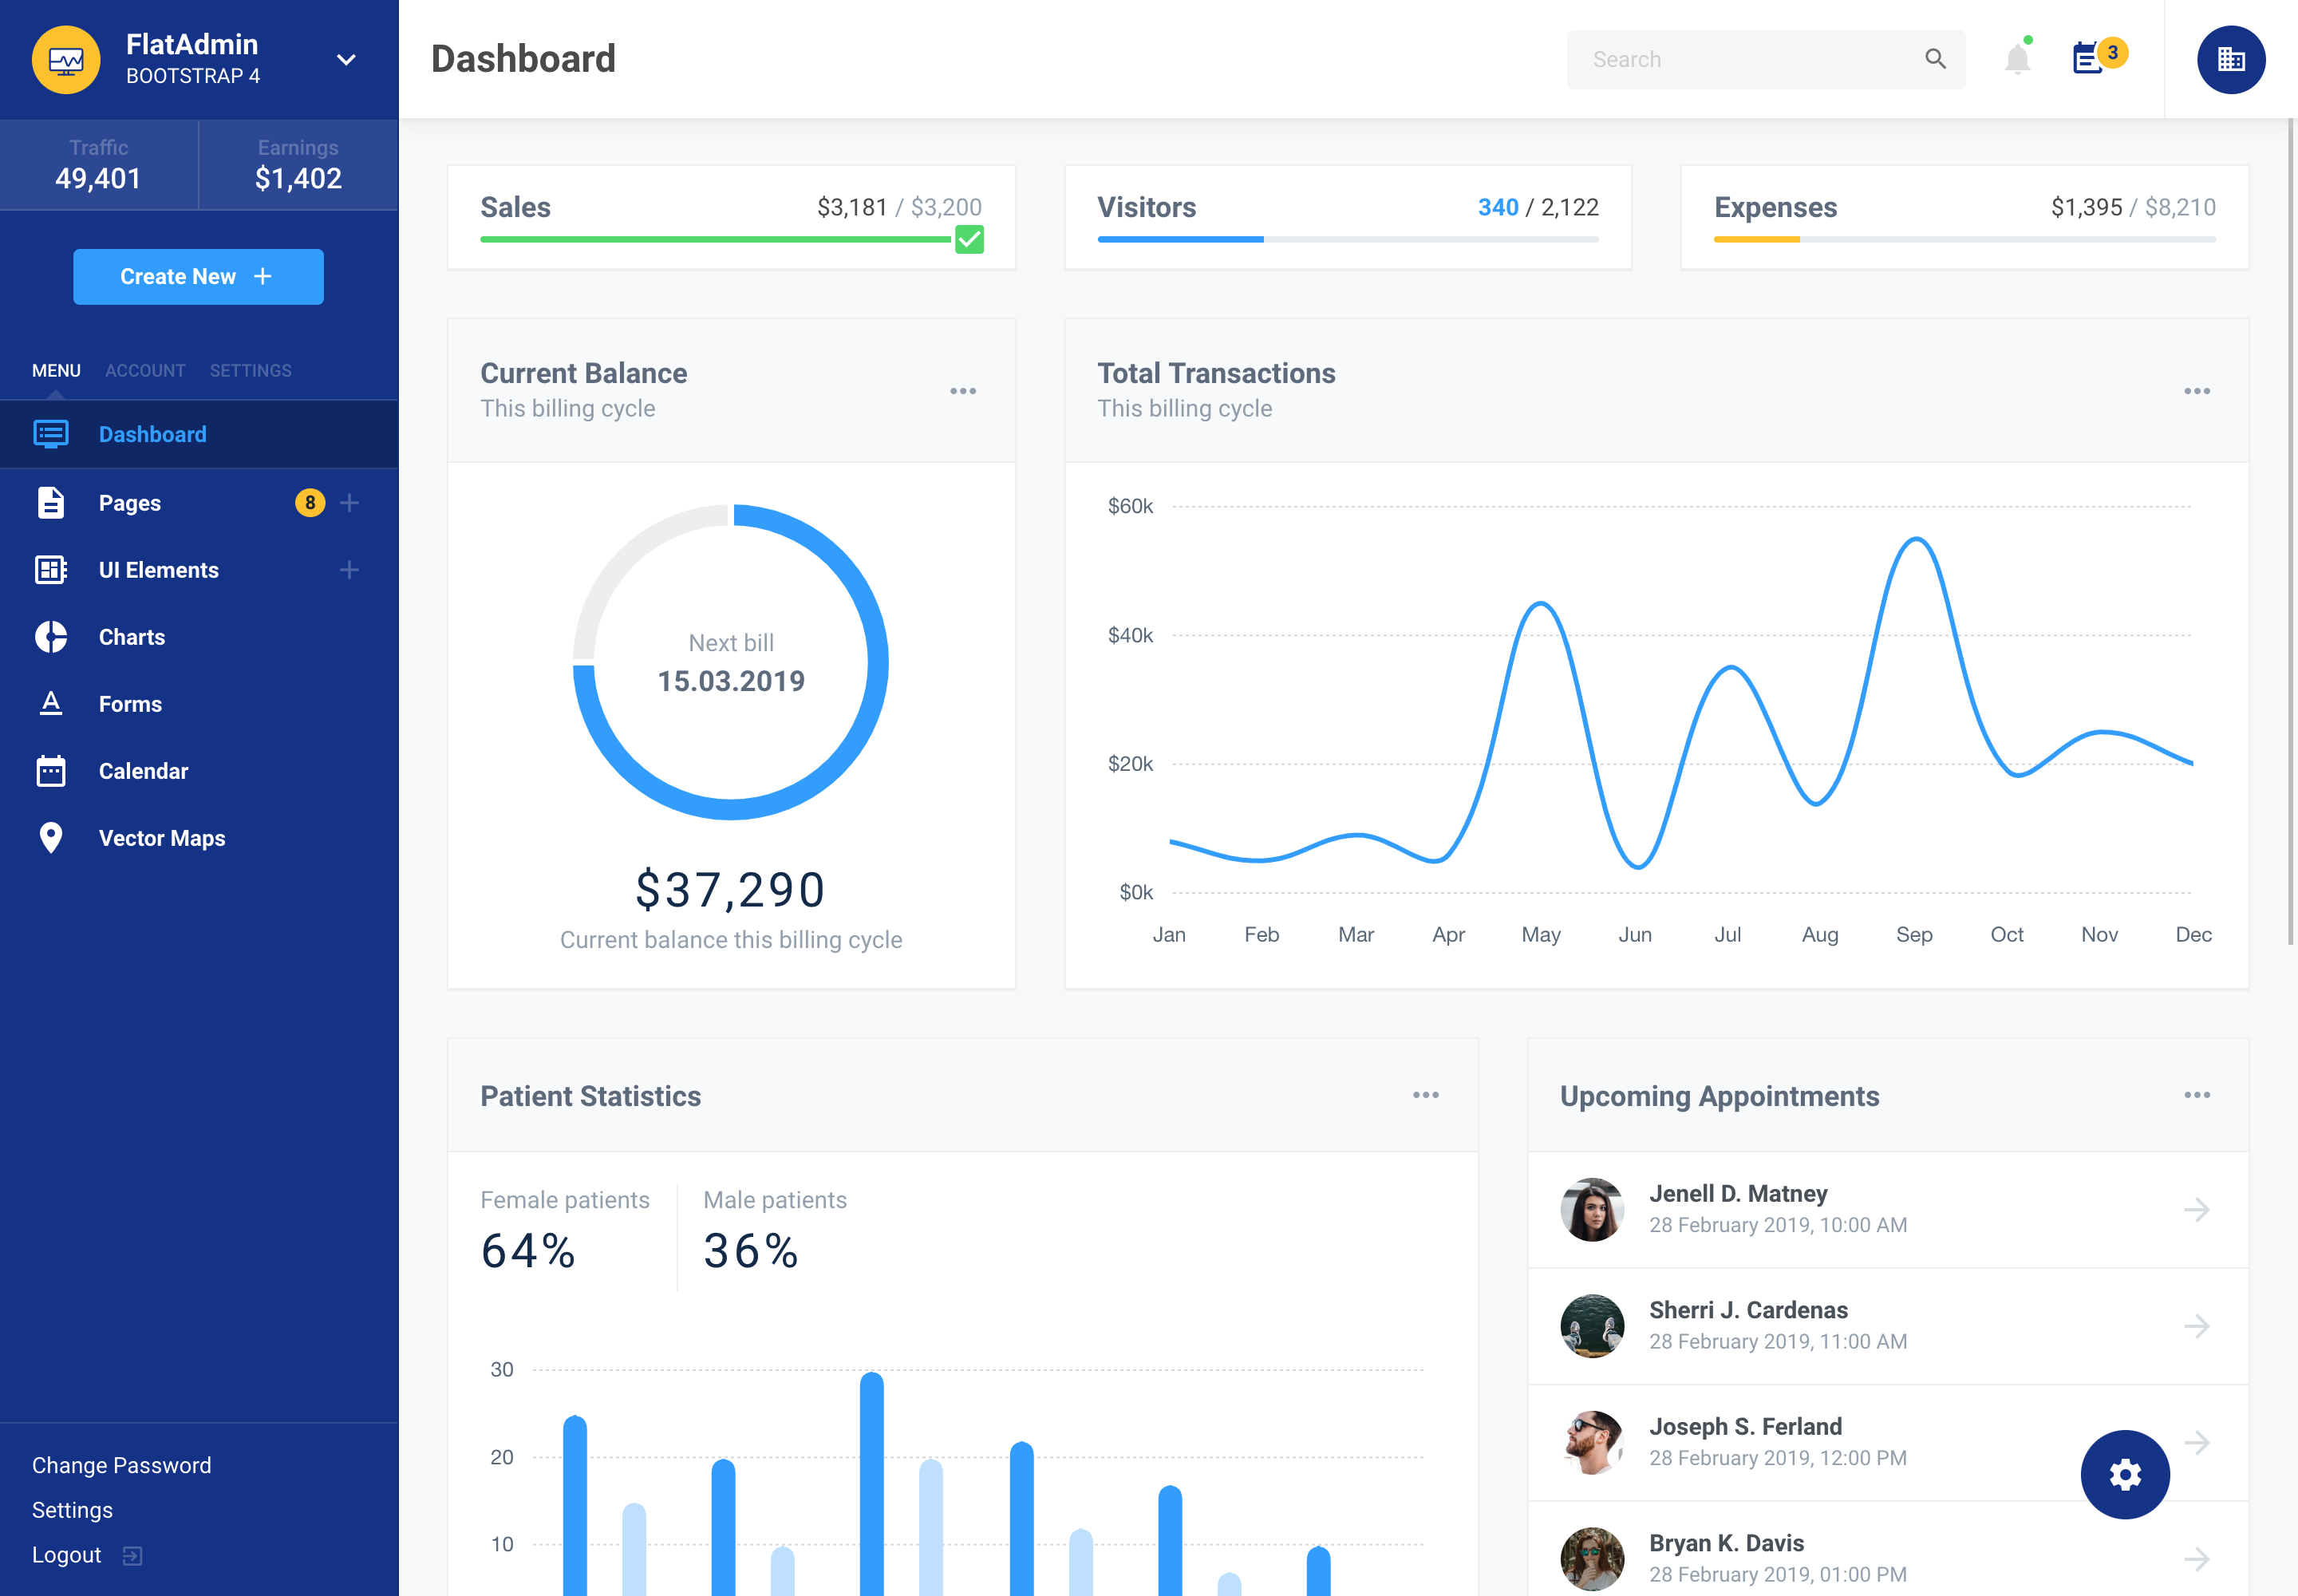 FlatAdmin
BOOTSTRAP 4
Traffic
49,401
Earnings
$1,402
Create New +
MENU ACCOUNT SETTINGS
Dashboard
Pages 8
UI Elements
Charts
Forms
Calendar
Vector Maps
Change Password
Settings
Logout
Dashboard
Search
3
Sales $3,181 / $3,200
Visitors 340 / 2,122
Expenses $1,395 / $8,210
Current Balance
This billing cycle
Next bill
15.03.2019
$37,290
Current balance this billing cycle
Total Transactions
This billing cycle
$60k
$40k
$20k
$0k
Jan Feb Mar Apr May Jun Jul Aug Sep Oct Nov Dec
Patient Statistics
Female patients
64%
Male patients
36%
30
20
10
Upcoming Appointments
Jenell D. Matney
28 February 2019, 10:00 AM
Sherri J. Cardenas
28 February 2019, 11:00 AM
Joseph S. Ferland
28 February 2019, 12:00 PM
Bryan K. Davis
28 February 2019, 01:00 PM